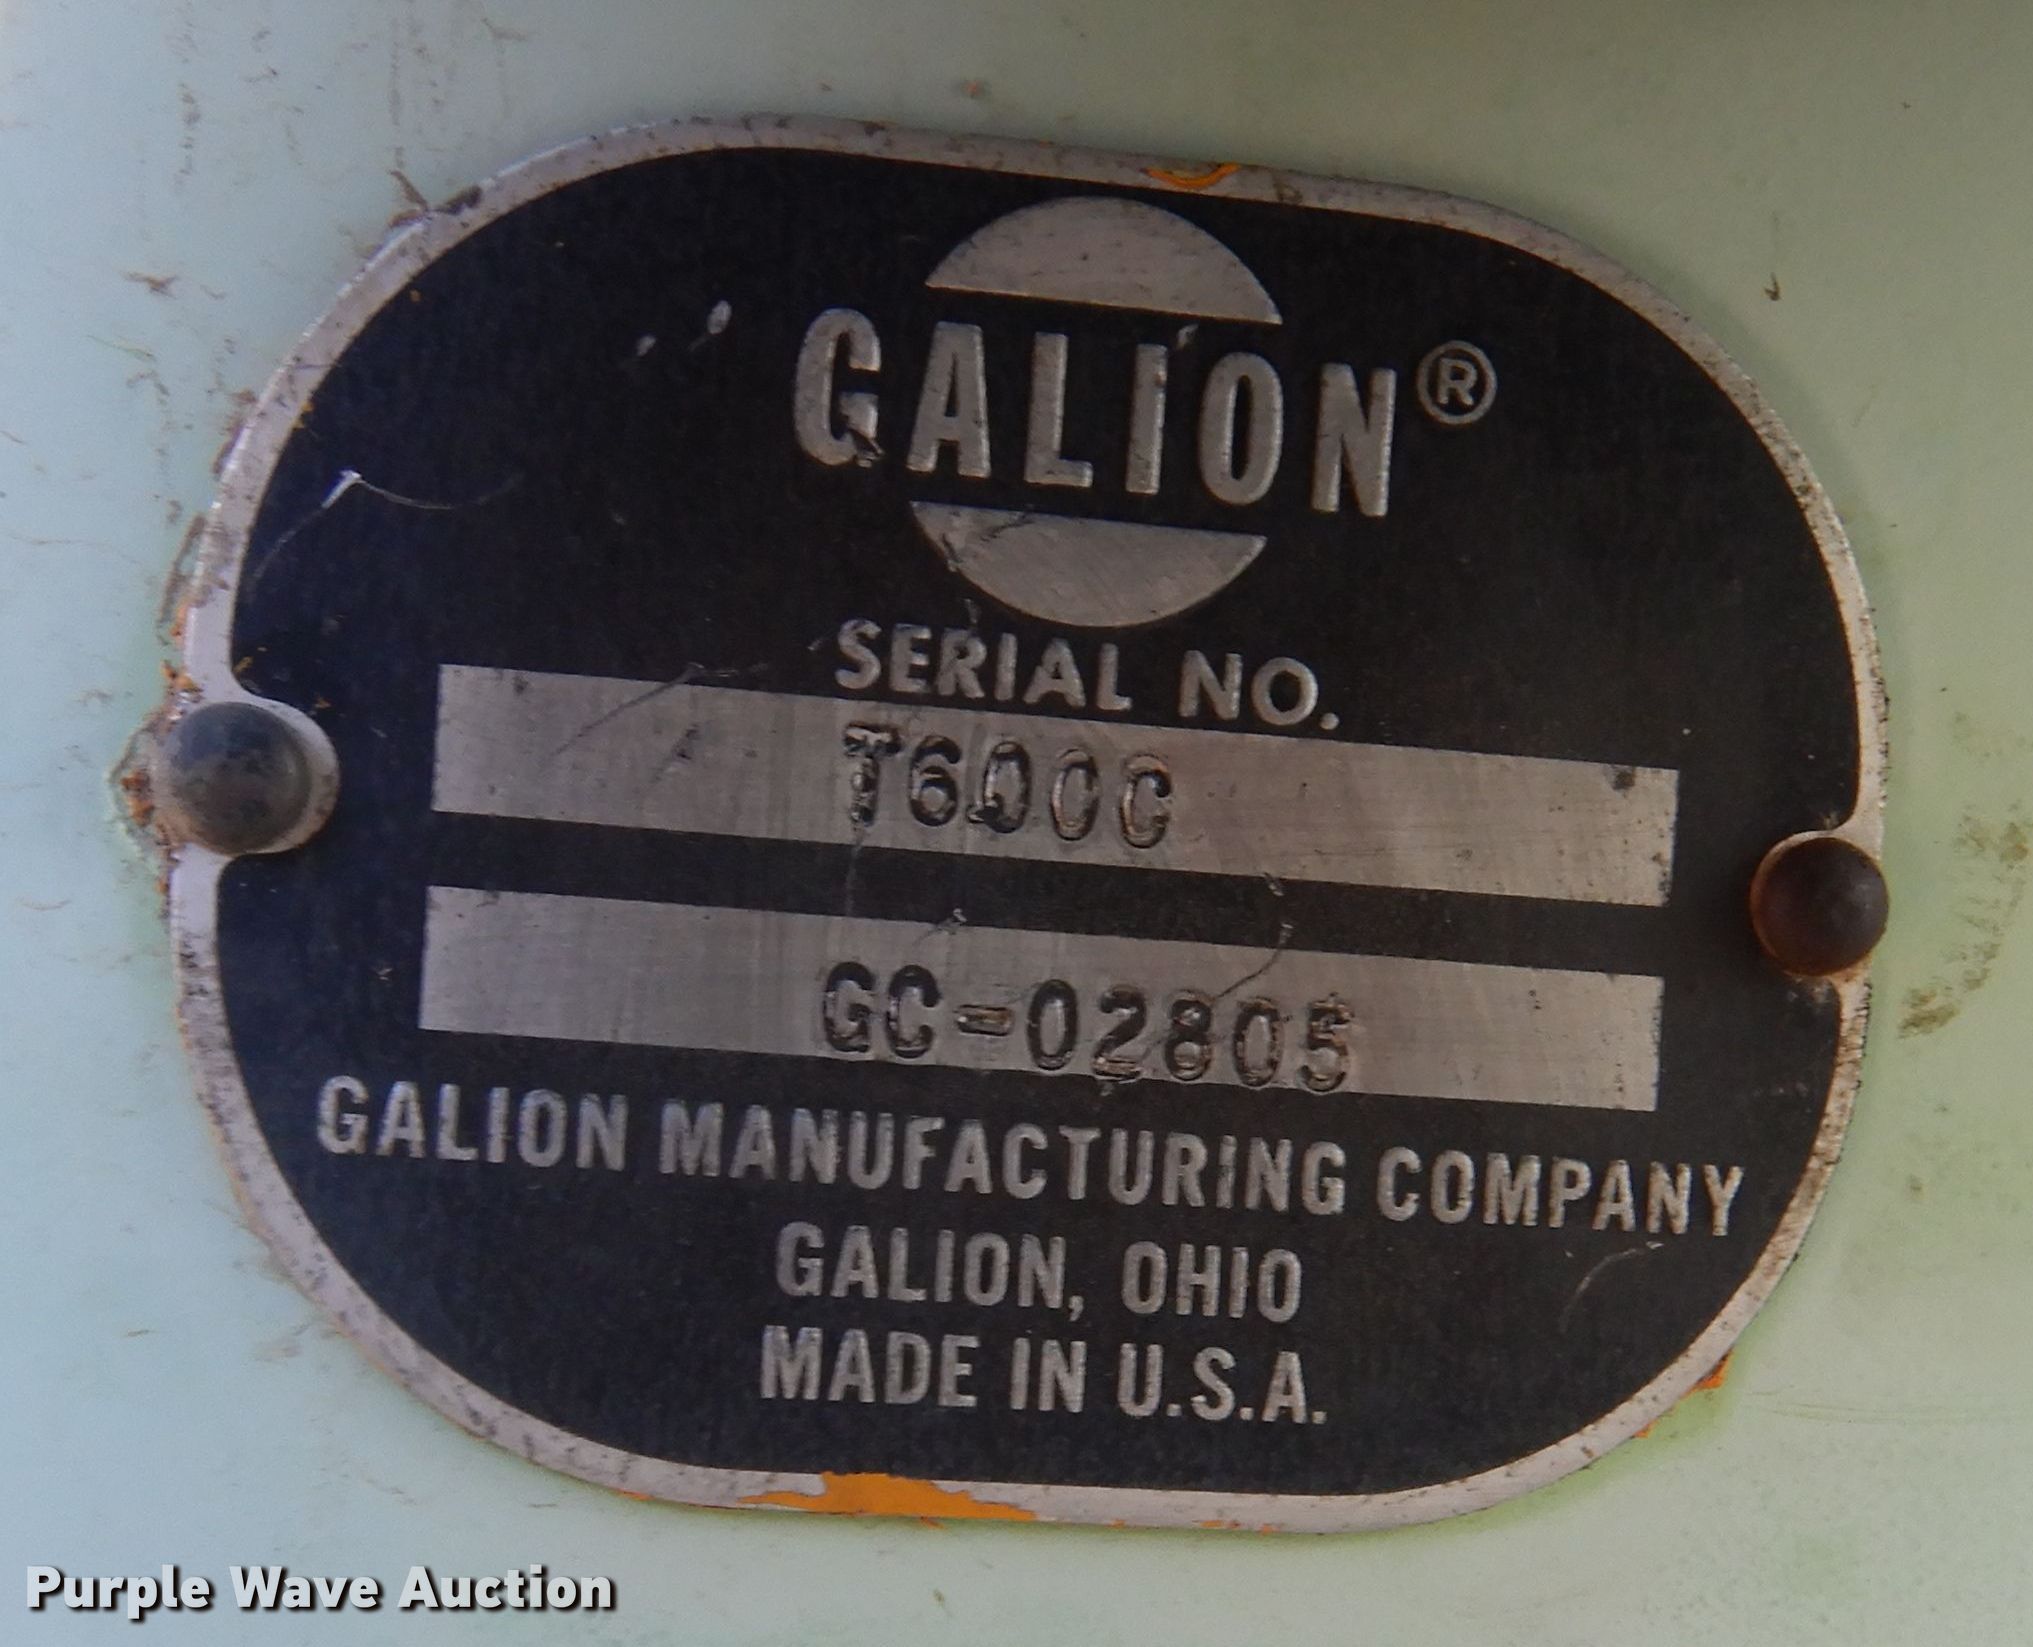 GALION®
SERIAL NO.
T600C
GC-02805
GALION MANUFACTURING COMPANY
GALION, OHIO
MADE IN U.S.A.
Purple Wave Auction